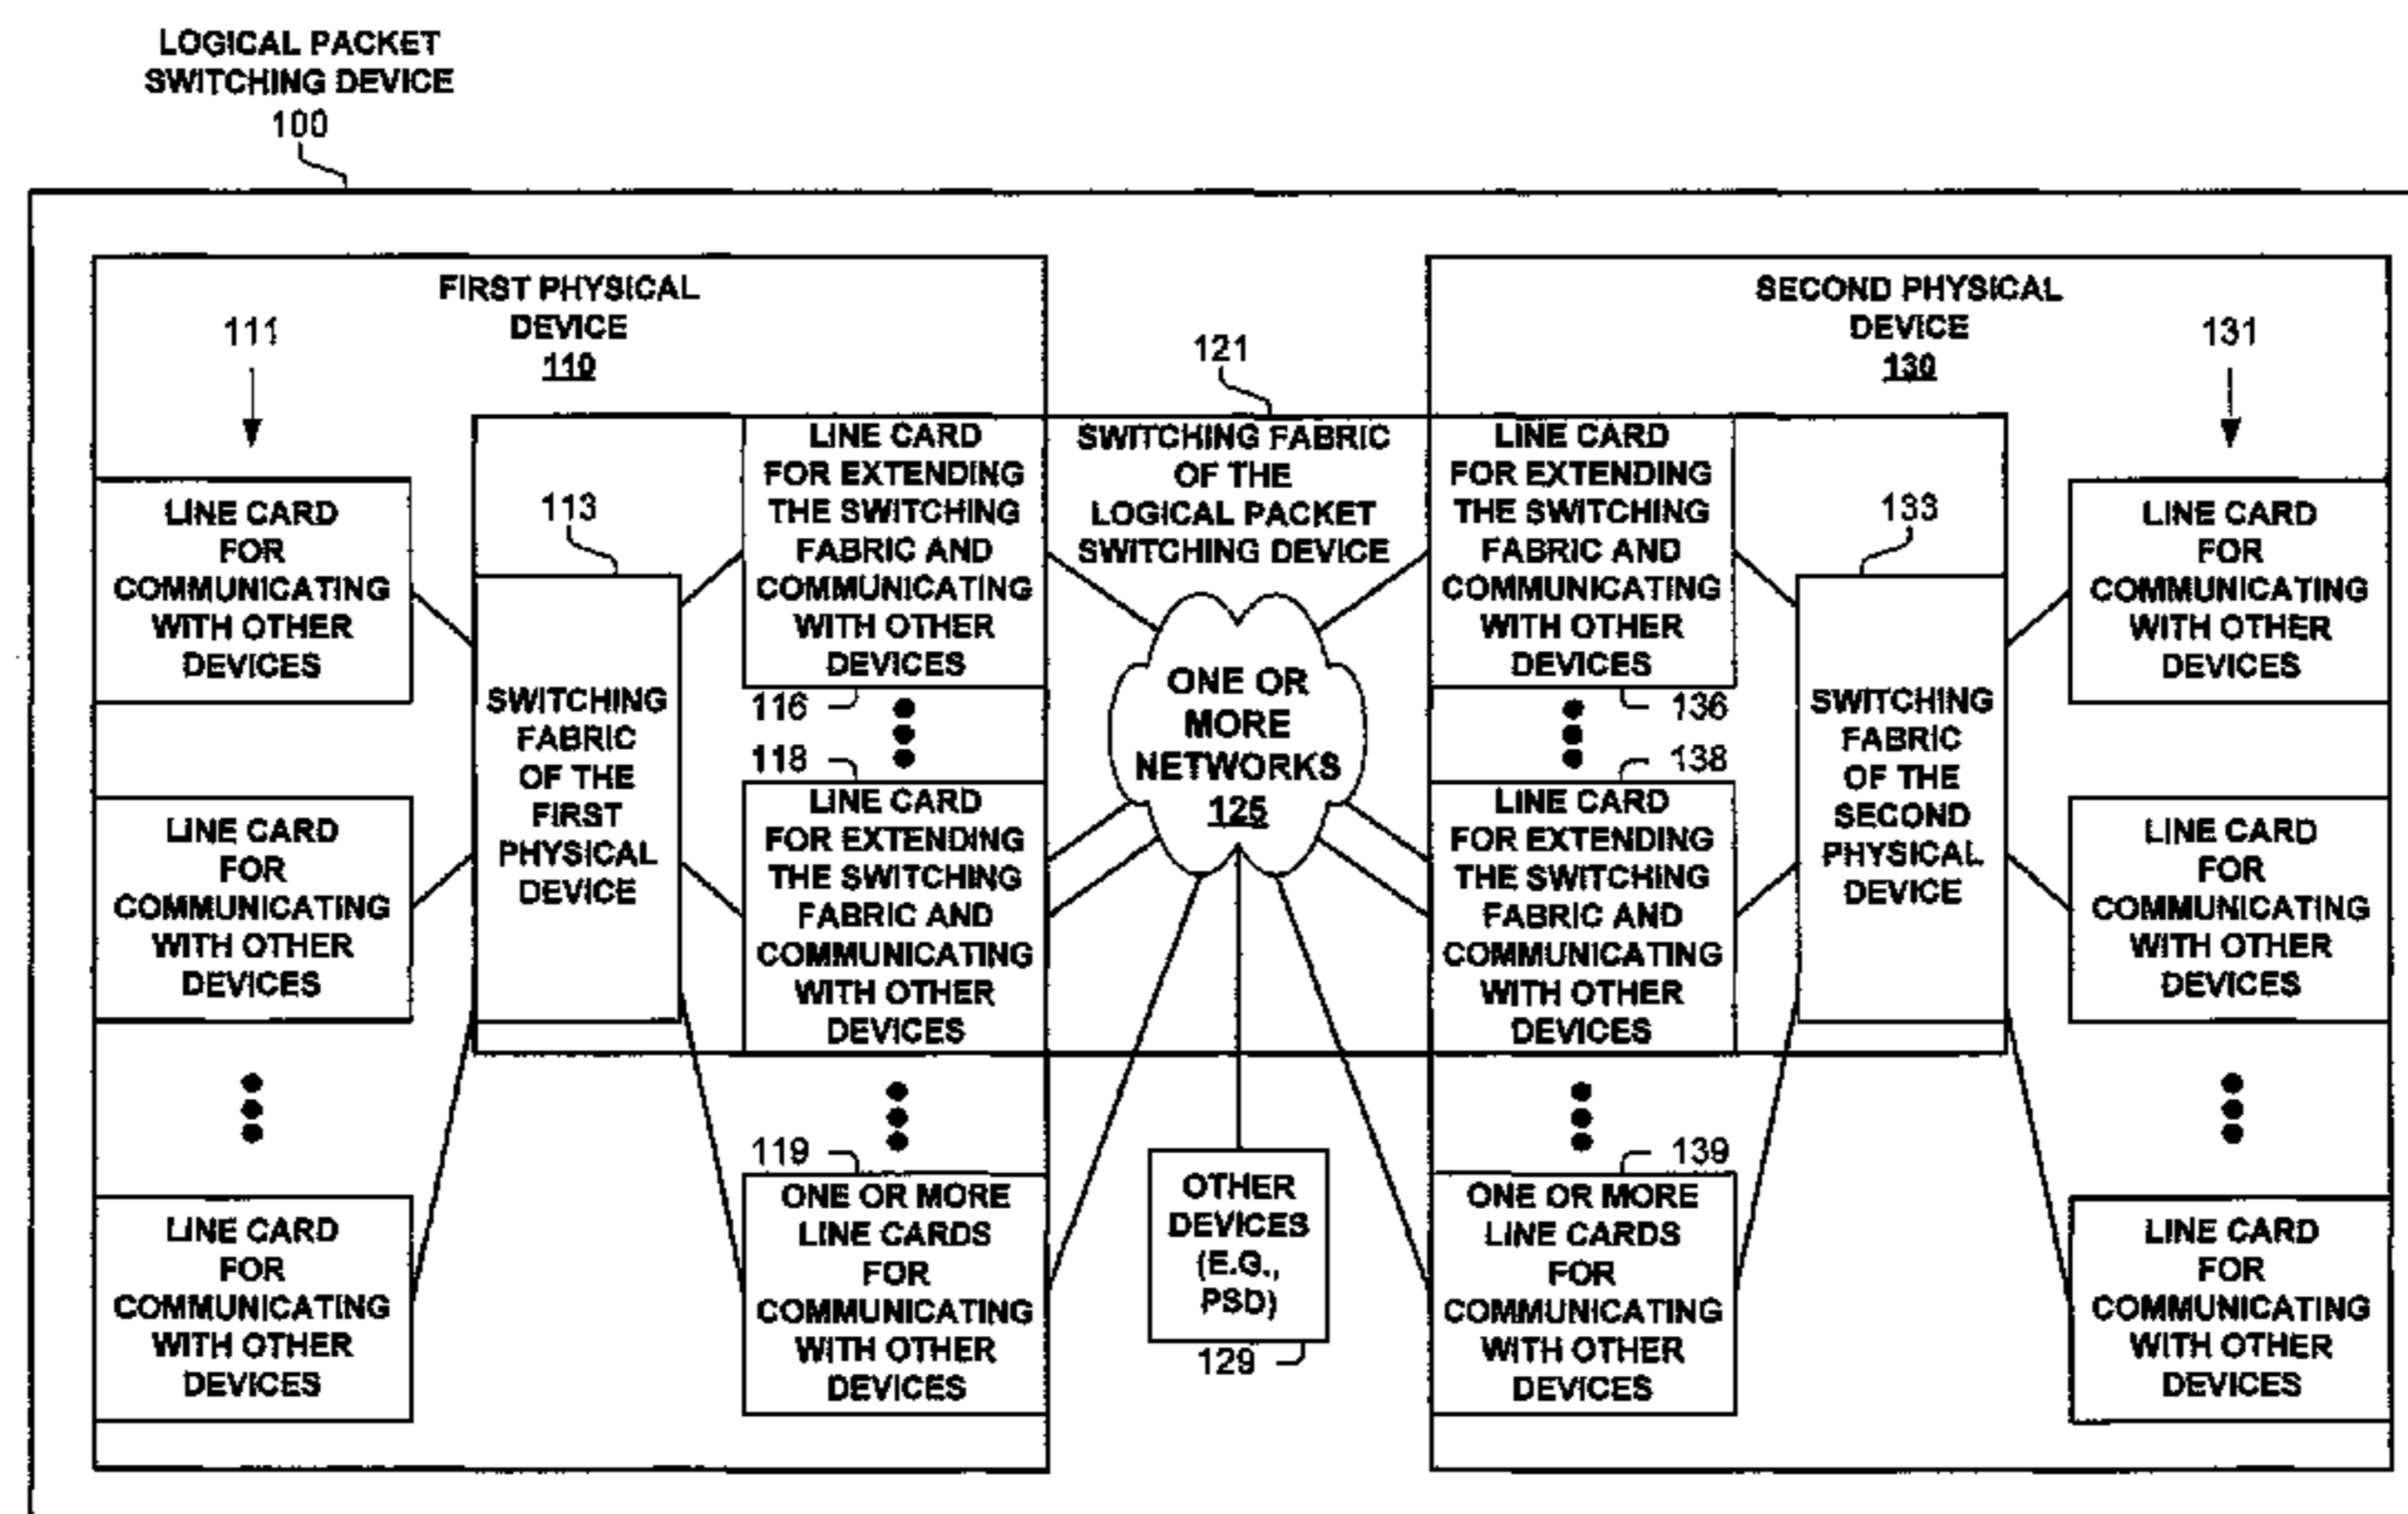 LOGICAL PACKET
SWITCHING DEVICE
100
FIRST PHYSICAL
DEVICE
110
111
LINE CARD
FOR
COMMUNICATING
WITH OTHER
DEVICES
LINE CARD
FOR
COMMUNICATING
WITH OTHER
DEVICES
LINE CARD
FOR
COMMUNICATING
WITH OTHER
DEVICES
113
SWITCHING
FABRIC
OF THE
FIRST
PHYSICAL
DEVICE
LINE CARD
FOR EXTENDING
THE SWITCHING
FABRIC AND
COMMUNICATING
WITH OTHER
DEVICES
116
118
LINE CARD
FOR EXTENDING
THE SWITCHING
FABRIC AND
COMMUNICATING
WITH OTHER
DEVICES
119
ONE OR MORE
LINE CARDS
FOR
COMMUNICATING
WITH OTHER
DEVICES
121
SWITCHING FABRIC
OF THE
LOGICAL PACKET
SWITCHING DEVICE
ONE OR
MORE
NETWORKS
125
OTHER
DEVICES
(E.G.,
PSD)
129
SECOND PHYSICAL
DEVICE
130
LINE CARD
FOR EXTENDING
THE SWITCHING
FABRIC AND
COMMUNICATING
WITH OTHER
DEVICES
136
138
LINE CARD
FOR EXTENDING
THE SWITCHING
FABRIC AND
COMMUNICATING
WITH OTHER
DEVICES
139
ONE OR MORE
LINE CARDS
FOR
COMMUNICATING
WITH OTHER
DEVICES
133
SWITCHING
FABRIC
OF THE
SECOND
PHYSICAL
DEVICE
131
LINE CARD
FOR
COMMUNICATING
WITH OTHER
DEVICES
LINE CARD
FOR
COMMUNICATING
WITH OTHER
DEVICES
LINE CARD
FOR
COMMUNICATING
WITH OTHER
DEVICES